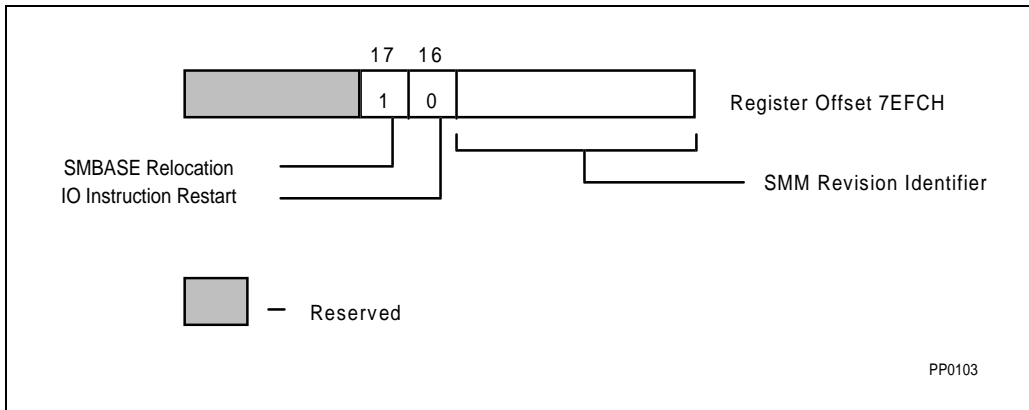 17 16
1 0
Register Offset 7EFCH
SMBASE Relocation
IO Instruction Restart
SMM Revision Identifier
– Reserved
PP0103